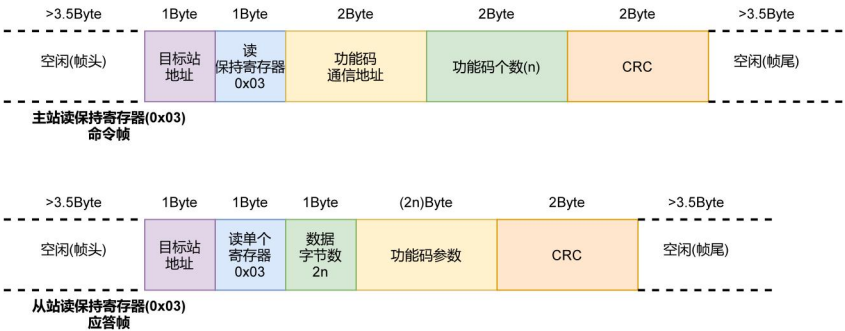 >3.5Byte 1Byte 1Byte 2Byte 2Byte 2Byte >3.5Byte
空闲(帧头)
目标站
地址
读
保持寄存器
0x03
功能码
通信地址
功能码个数(n)
CRC
空闲(帧尾)
主站读保持寄存器(0x03)
命令帧
>3.5Byte 1Byte 1Byte 1Byte (2n)Byte 2Byte >3.5Byte
空闲(帧头)
目标站
地址
读单个
寄存器
0x03
数据
字节数
2n
功能码参数
CRC
空闲(帧尾)
从站读保持寄存器(0x03)
应答帧